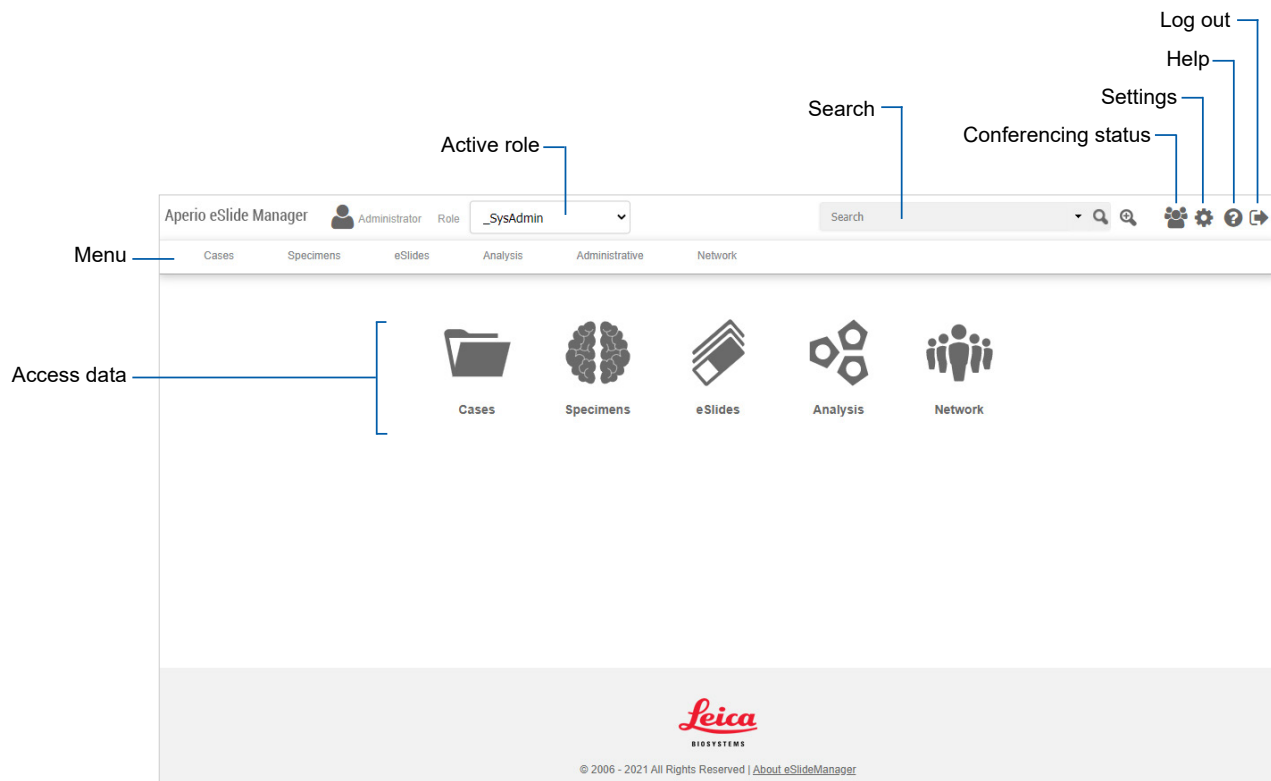 Log out
Help
Settings
Search
Conferencing status
Active role
Aperio eSlide Manager Administrator Role _SysAdmin Search
Menu
Cases Specimens eSlides Analysis Administrative Network
Access data
Cases Specimens eSlides Analysis Network
Leica
BIOSYSTEMS
© 2006 - 2021 All Rights Reserved | About eSlideManager